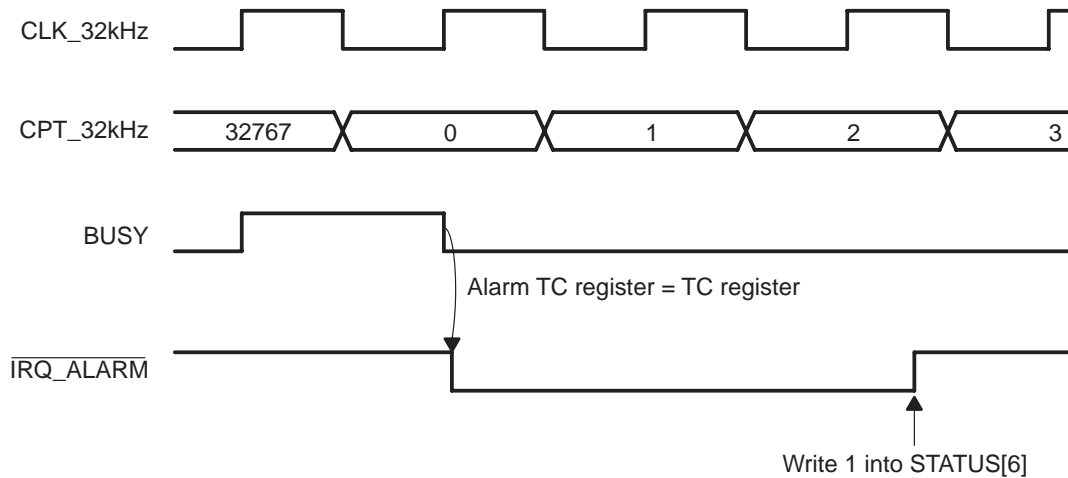 CLK_32kHz
CPT_32kHz
32767
0
1
2
3
BUSY
Alarm TC register = TC register
IRQ_ALARM
Write 1 into STATUS[6]